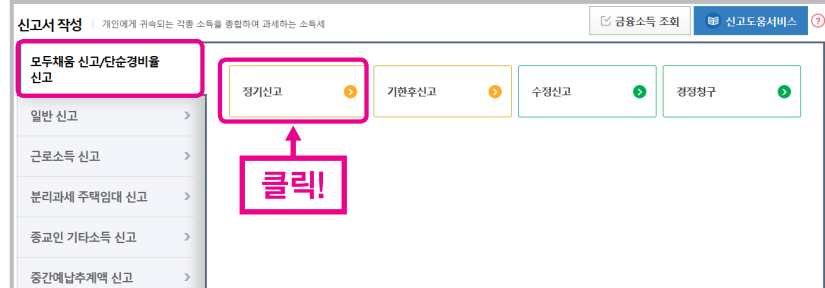 신고서 작성 개인에게 귀속되는 각종 소득을 종합하여 과세하는 소득세 금융소득 조회 신고도움서비스 ?
모두채움 신고/단순경비율
신고
정기신고 기한후신고 수정신고 경정청구
일반 신고
근로소득 신고
클릭!
분리과세 주택임대 신고
종교인 기타소득 신고
중간예납추계액 신고